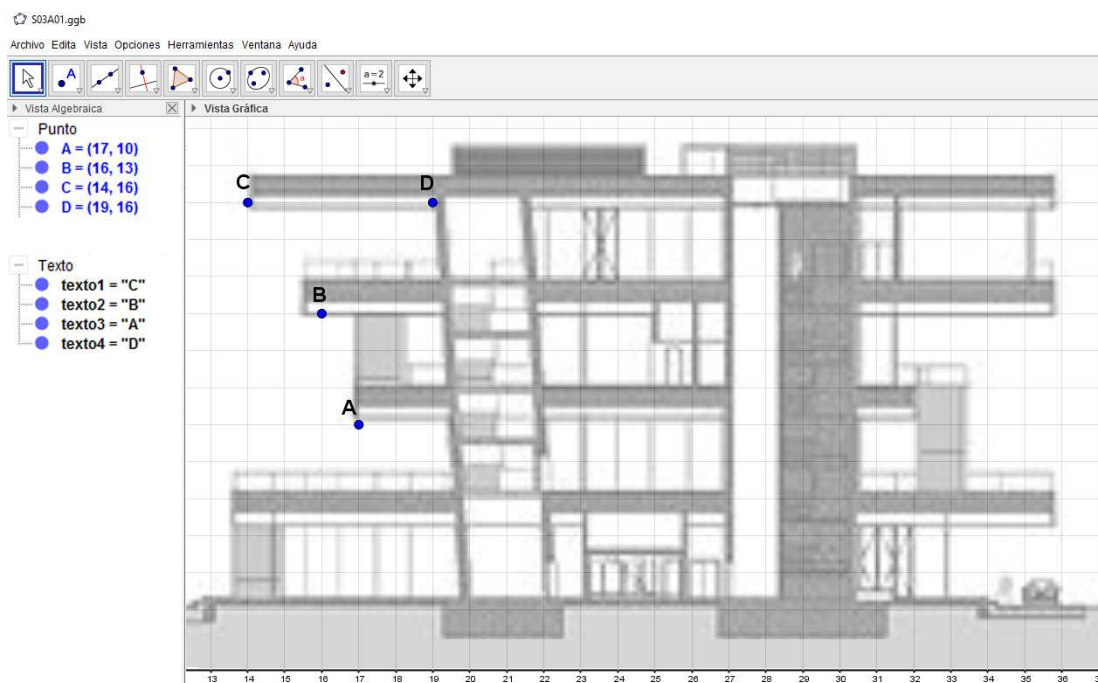 S03A01.ggb
Archivo Edita Vista Opciones Herramientas Ventana Ayuda
A
α
a = 2
Vista Algebraica
Vista Gráfica
Punto
A = (17, 10)
B = (16, 13)
C = (14, 16)
D = (19, 16)
Texto
texto1 = "C"
texto2 = "B"
texto3 = "A"
texto4 = "D"
C
D
B
A
13 14 15 16 17 18 19 20 21 22 23 24 25 26 27 28 29 30 31 32 33 34 35 36